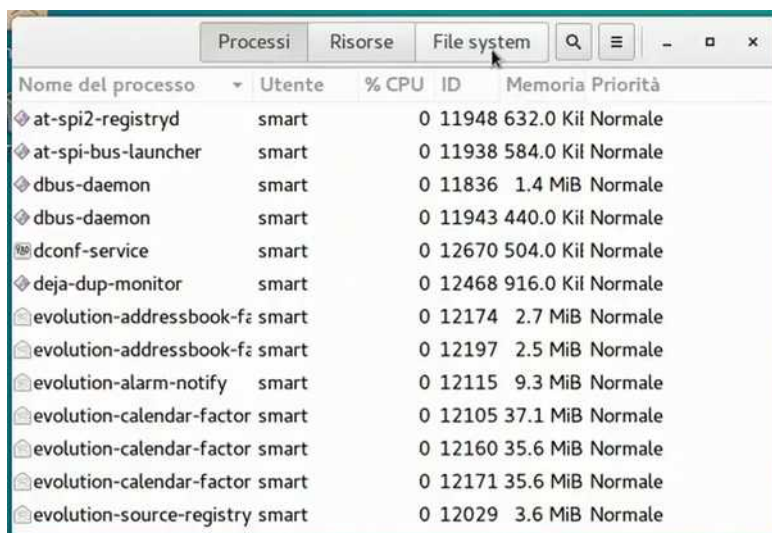 Processi Risorse File system
Nome del processo Utente % CPU ID Memoria Priorità
at-spi2-registryd smart 0 11948 632.0 KiB Normale
at-spi-bus-launcher smart 0 11938 584.0 KiB Normale
dbus-daemon smart 0 11836 1.4 MiB Normale
dbus-daemon smart 0 11943 440.0 KiB Normale
dconf-service smart 0 12670 504.0 KiB Normale
deja-dup-monitor smart 0 12468 916.0 KiB Normale
evolution-addressbook-fa smart 0 12174 2.7 MiB Normale
evolution-addressbook-fa smart 0 12197 2.5 MiB Normale
evolution-alarm-notify smart 0 12115 9.3 MiB Normale
evolution-calendar-factor smart 0 12105 37.1 MiB Normale
evolution-calendar-factor smart 0 12160 35.6 MiB Normale
evolution-calendar-factor smart 0 12171 35.6 MiB Normale
evolution-source-registry smart 0 12029 3.6 MiB Normale